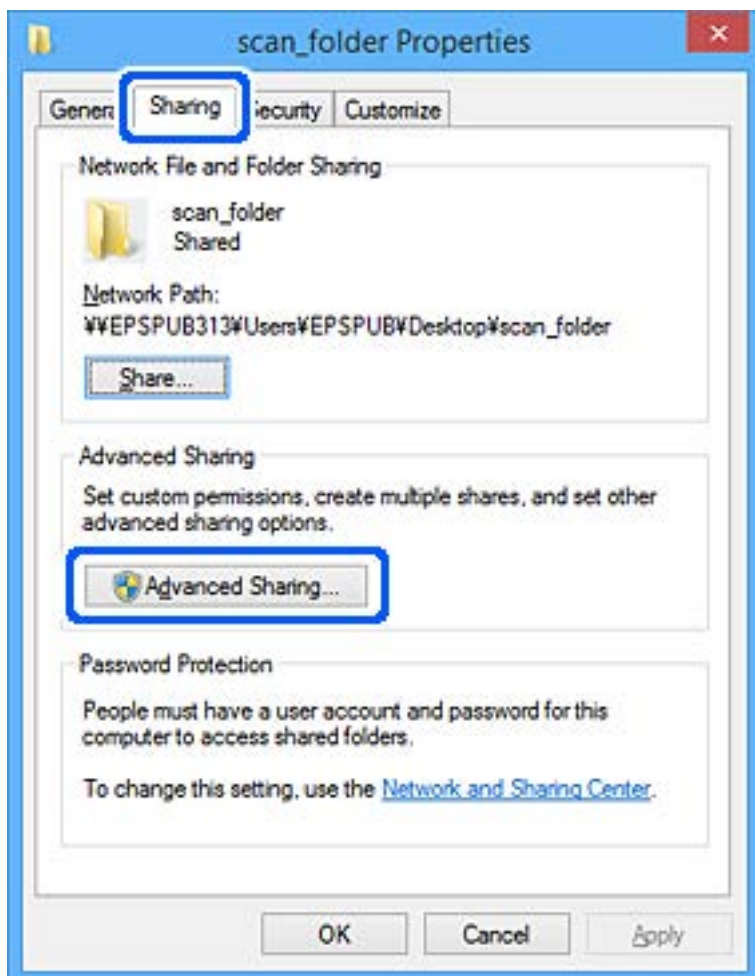 scan_folder Properties
Sharing
Customize
Network File and Folder Sharing
scan_folder
Shared
Network Path:
¥¥EPSPUB313¥Users¥EPSPUB¥Desktop¥scan_folder
Share...
Advanced Sharing
Set custom permissions, create multiple shares, and set other
advanced sharing options.
Advanced Sharing...
Password Protection
People must have a user account and password for this
computer to access shared folders.
To change this setting, use the Network and Sharing Center.
OK Cancel Apply